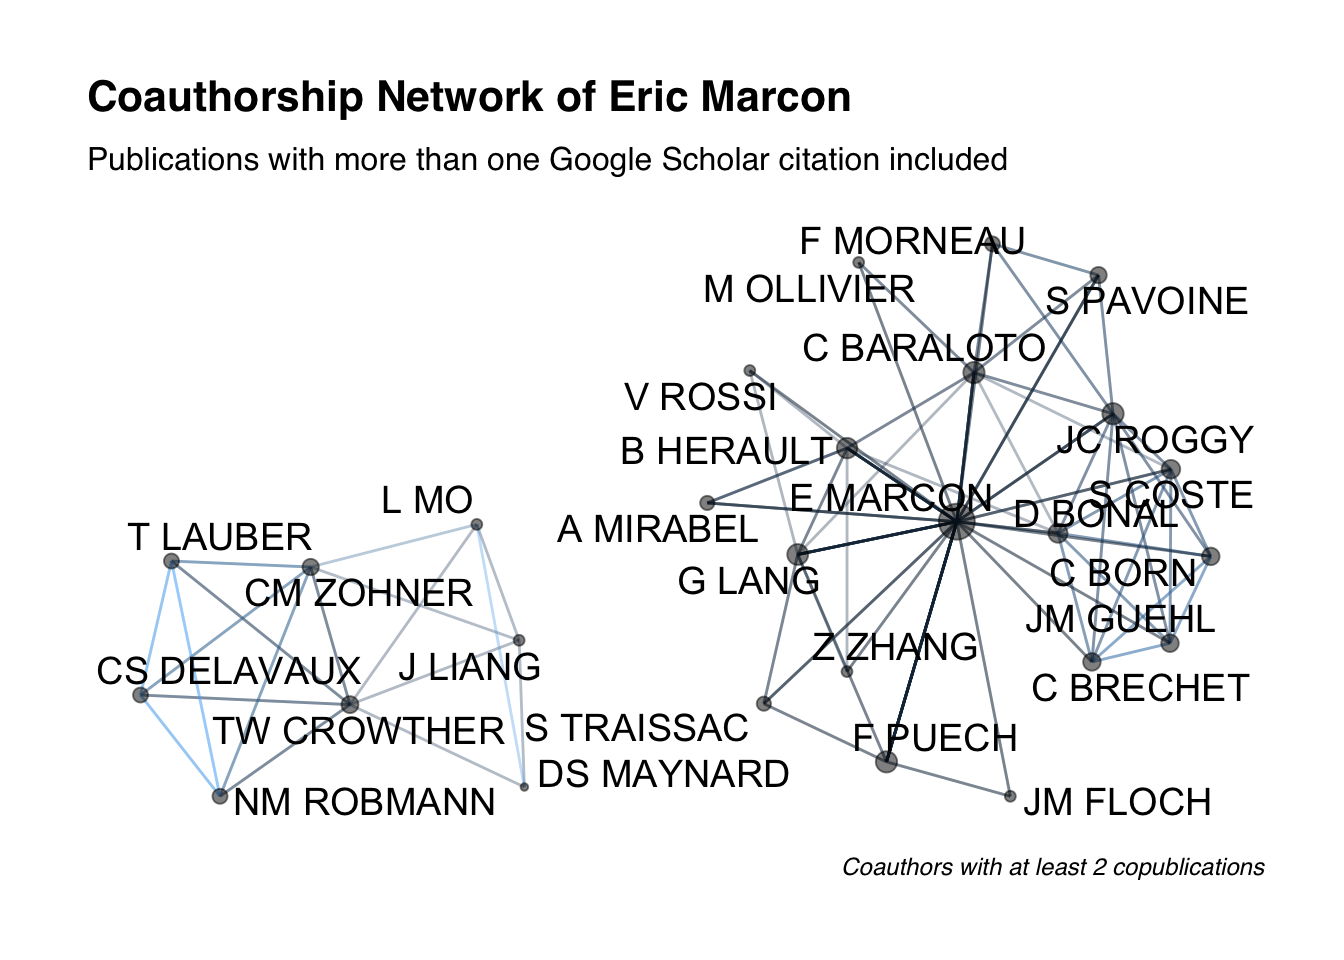 Coauthorship Network of Eric Marcon
Publications with more than one Google Scholar citation included
F MORNEAU
M OLLIVIER
S PAVOINE
C BARALOTO
V ROSSI
JC ROGGY
B HERAULT
E MARCON
S COSTE
L MO
D BONAL
A MIRABEL
T LAUBER
G LANG
C BORN
CM ZOHNER
JM GUEHL
Z ZHANG
CS DELAVAUX
J LIANG
C BRECHET
TW CROWTHER
S TRAISSAC
F PUECH
DS MAYNARD
NM ROBMANN
JM FLOCH
Coauthors with at least 2 copublications